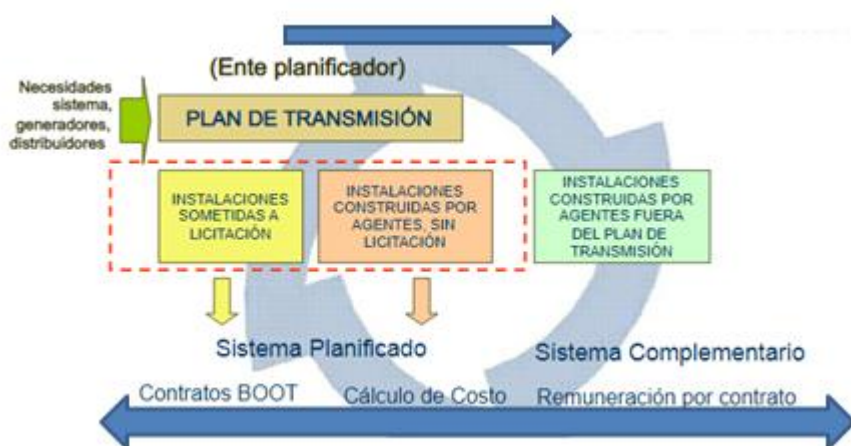 (Ente planificador)
Necesidades
sistema,
generadores,
distribuidores
PLAN DE TRANSMISIÓN
INSTALACIONES
SOMETIDAS A
LICITACIÓN
INSTALACIONES
CONSTRUIDAS POR
AGENTES, SIN
LICITACIÓN
INSTALACIONES
CONSTRUIDAS POR
AGENTES FUERA
DEL PLAN DE
TRANSMISIÓN
Sistema Planificado
Sistema Complementario
Contratos BOOT
Cálculo de Costo
Remuneración por contrato